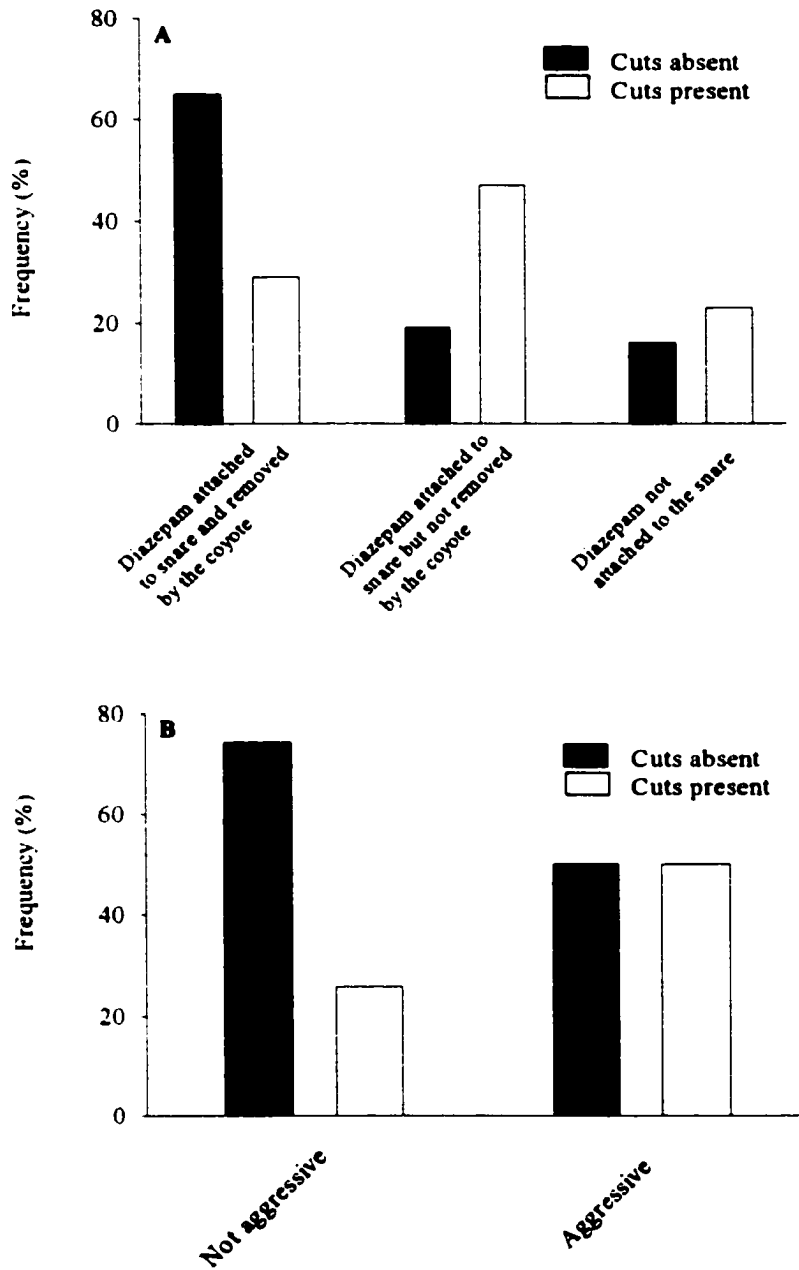 A
80
60
40
20
0
Frequency (%)
Cuts absent
Cuts present
Diazepam attached
to snare and removed
by the coyote
Diazepam attached to
snare but not removed
by the coyote
Diazepam not
attached to the snare
B
80
60
40
20
0
Frequency (%)
Cuts absent
Cuts present
Not aggressive
Aggressive